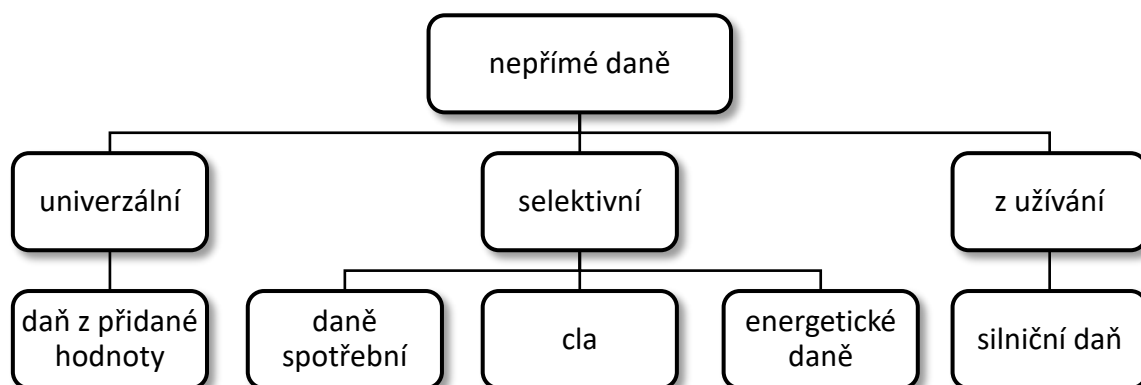 nepřímé daně
univerzální
selektivní
z užívání
daň z přidané
hodnoty
daně
spotřební
cla
energetické
daně
silniční daň